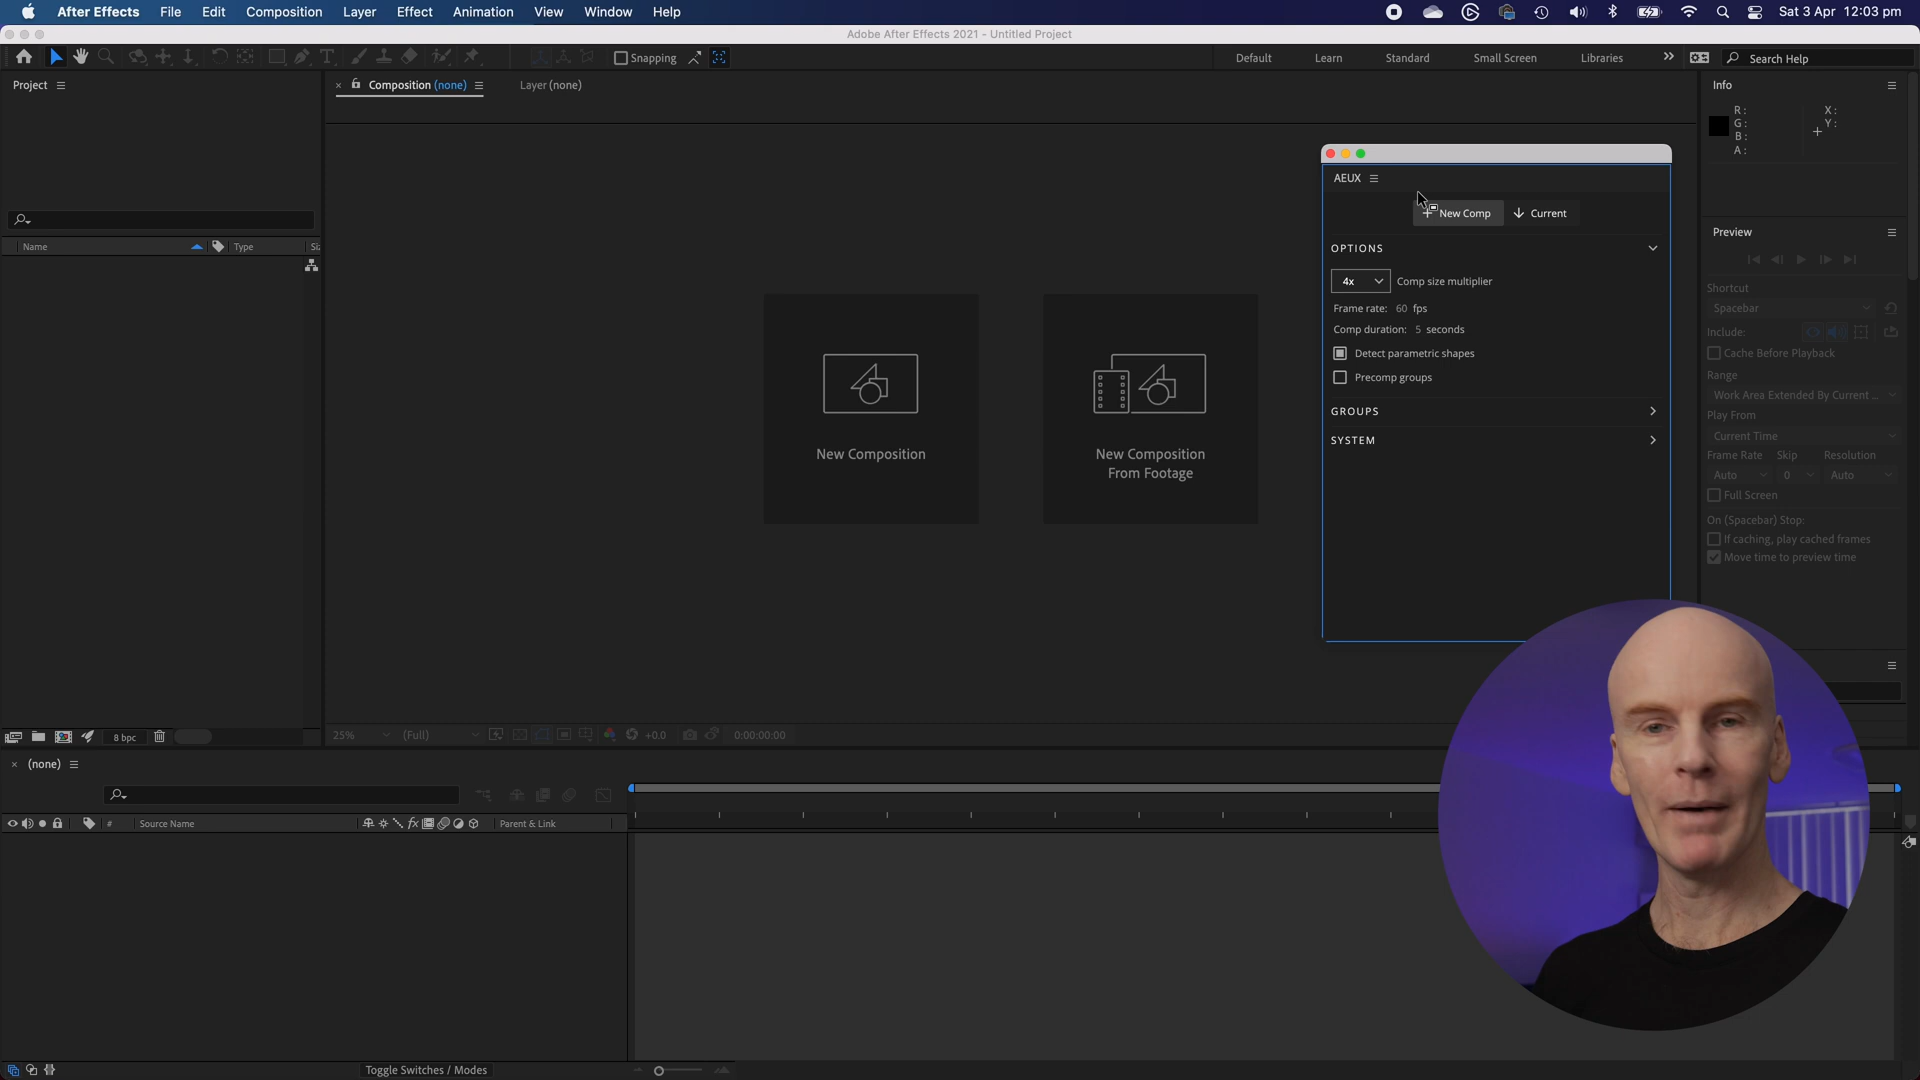 After Effects File Edit Composition Layer Effect Animation View Window Help Sat 3 Apr 12:03 pm
Adobe After Effects 2021 - Untitled Project
Snapping Default Learn Standard Small Screen Libraries Search Help
Project
Composition (none) Layer (none)
Info
R:
G:
B:
A:
X:
Y:
AEUX
New Comp Current
OPTIONS
4x Comp size multiplier
Frame rate: 60 fps
Comp duration: 5 seconds
Detect parametric shapes
Precomp groups
GROUPS
SYSTEM
Name Type
New Composition
New Composition
From Footage
Preview
Shortcut
Spacebar
Include:
Cache Before Playback
Range
Work Area Extended By Current ...
Play From
Current Time
Frame Rate Skip Resolution
Auto 0 Auto
Full Screen
On (Spacebar) Stop:
If caching, play cached frames
Move time to preview time
8 bpc
25% (Full) +0.0 0:00:00:00
(none)
# Source Name fx Parent & Link
Toggle Switches / Modes